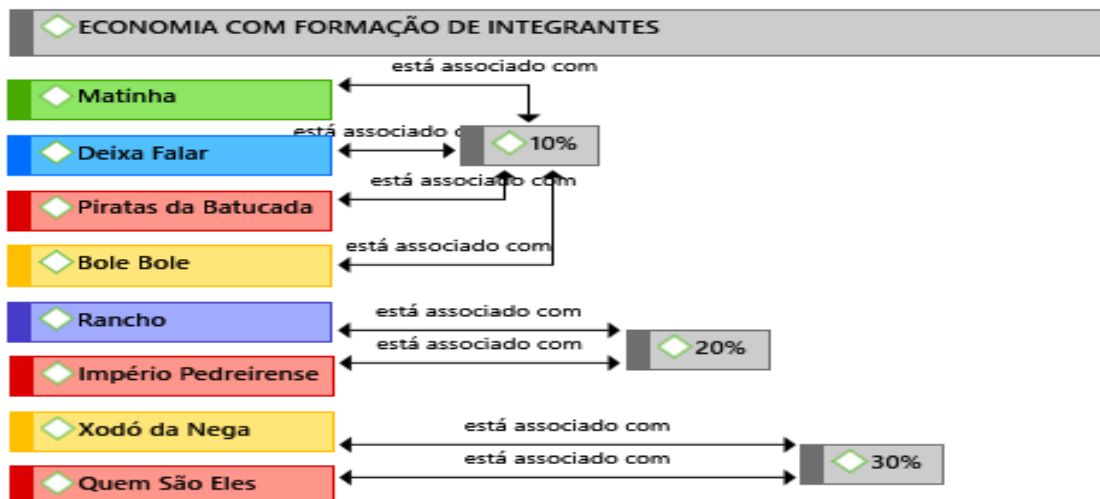 ECONOMIA COM FORMAÇÃO DE INTEGRANTES
está associado com
Matinha
está associado
10%
Deixa Falar
está associado com
Piratas da Batucada
está associado com
Bole Bole
está associado com
Rancho
está associado com
20%
Império Pedreirense
está associado com
Xodó da Nega
está associado com
30%
Quem São Eles